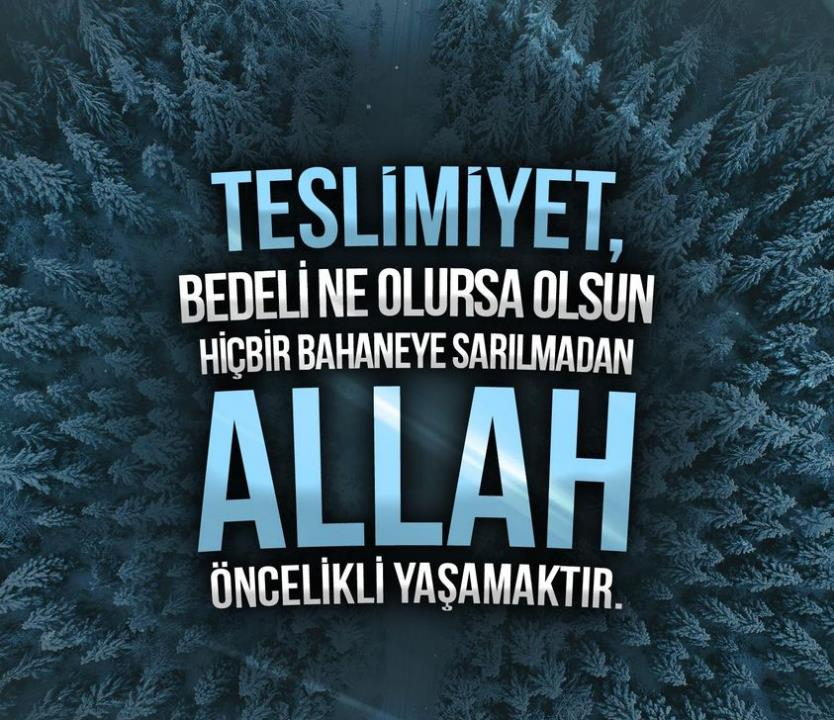 TESLİMİYET,
BEDELİ NE OLURSA OLSUN
HİÇBİR BAHANEYE SARILMADAN
ALLAH
ÖNCELİKLİ YAŞAMAKTIR.